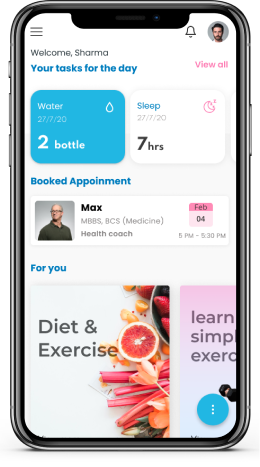 Welcome, Sharma
Your tasks for the day
View all
Water
27/7/20
2 bottle
Sleep
27/7/20
7hrs
Booked Appoinment
Max
MBBS, BCS (Medicine)
Health coach
Feb
04
5 PM - 5:30 PM
For you
Diet &
Exercise
learn
simpl
exerc